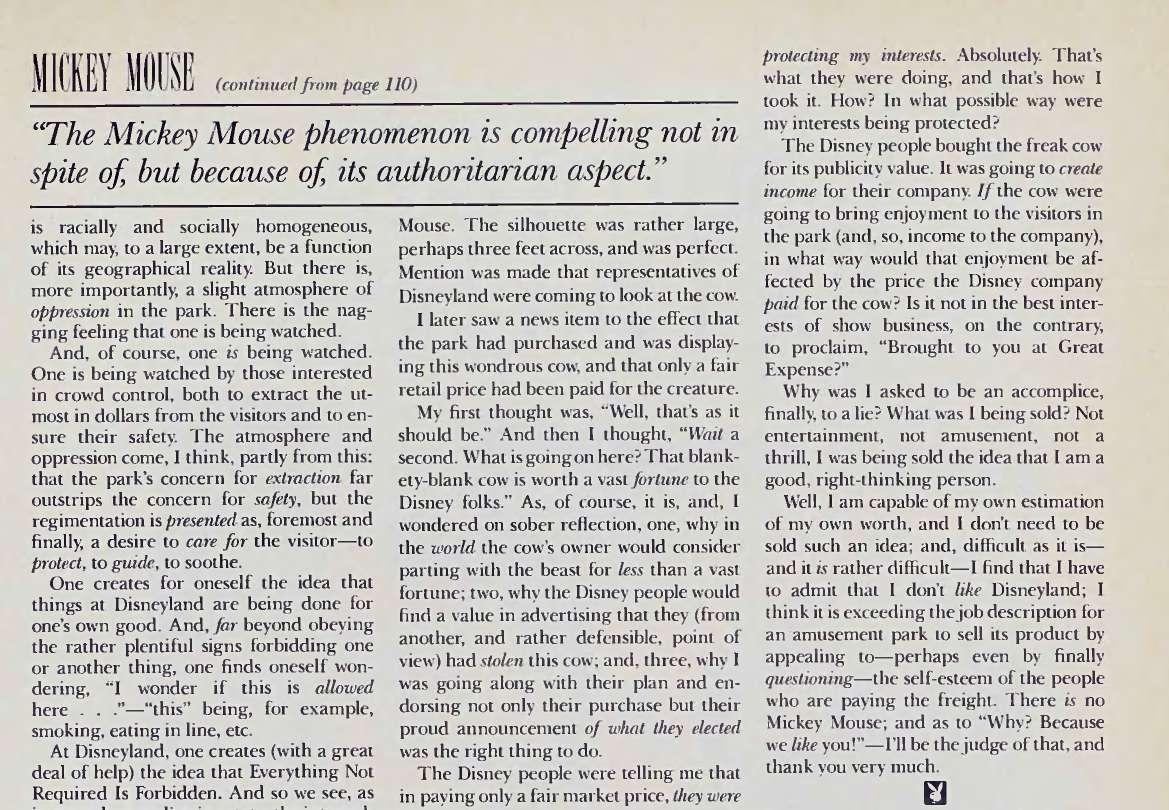 MICKEY MOUSE (continued from page 110)
“The Mickey Mouse phenomenon is compelling not in
spite of, but because of, its authoritarian aspect.”
is racially and socially homogeneous,
which may, to a large extent, be a function
of its geographical reality. But there is,
more importantly, a slight atmosphere of
oppression in the park. There is the nag-
ging feeling that one is being watched.
And, of course, one is being watched.
One is being watched by those interested
in crowd control, both to extract the ut-
most in dollars from the visitors and to en-
sure their safety. The atmosphere and
oppression come, I think, partly from this:
that the park's concern for extraction far
outstrips the concern for safety, but the
regimentation is presented as, foremost and
finally, a desire to care for the visitor—to
protect, to guide, to soothe.
One creates for oneself the idea that
things at Disneyland are being done for
one's own good. And, far beyond obeying
the rather plentiful signs forbidding one
or another thing, one finds oneself won-
dering, “I wonder if this is allowed
here . . .”—“this” being, for example,
smoking, eating in line, etc.
At Disneyland, one creates (with a great
deal of help) the idea that Everything Not
Required Is Forbidden. And so we see, as
Mouse. The silhouette was rather large,
perhaps three feet across, and was perfect.
Mention was made that representatives of
Disneyland were coming to look at the cow.
I later saw a news item to the effect that
the park had purchased and was display-
ing this wondrous cow, and that only a fair
retail price had been paid for the creature.
My first thought was, “Well, that's as it
should be.” And then I thought, “Wait a
second. What is going on here? That blank-
ety-blank cow is worth a vast fortune to the
Disney folks.” As, of course, it is, and, I
wondered on sober reflection, one, why in
the world the cow's owner would consider
parting with the beast for less than a vast
fortune; two, why the Disney people would
find a value in advertising that they (from
another, and rather defensible, point of
view) had stolen this cow; and, three, why I
was going along with their plan and en-
dorsing not only their purchase but their
proud announcement of what they elected
was the right thing to do.
The Disney people were telling me that
in paying only a fair market price, they were
protecting my interests. Absolutely. That's
what they were doing, and that's how I
took it. How? In what possible way were
my interests being protected?
The Disney people bought the freak cow
for its publicity value. It was going to create
income for their company. If the cow were
going to bring enjoyment to the visitors in
the park (and, so, income to the company),
in what way would that enjoyment be af-
fected by the price the Disney company
paid for the cow? Is it not in the best inter-
ests of show business, on the contrary,
to proclaim, “Brought to you at Great
Expense?”
Why was I asked to be an accomplice,
finally, to a lie? What was I being sold? Not
entertainment, not amusement, not a
thrill, I was being sold the idea that I am a
good, right-thinking person.
Well, I am capable of my own estimation
of my own worth, and I don't need to be
sold such an idea; and, difficult as it is—
and it is rather difficult—I find that I have
to admit that I don't like Disneyland; I
think it is exceeding the job description for
an amusement park to sell its product by
appealing to—perhaps even by finally
questioning—the self-esteem of the people
who are paying the freight. There is no
Mickey Mouse; and as to “Why? Because
we like you!”—I'll be the judge of that, and
thank you very much.